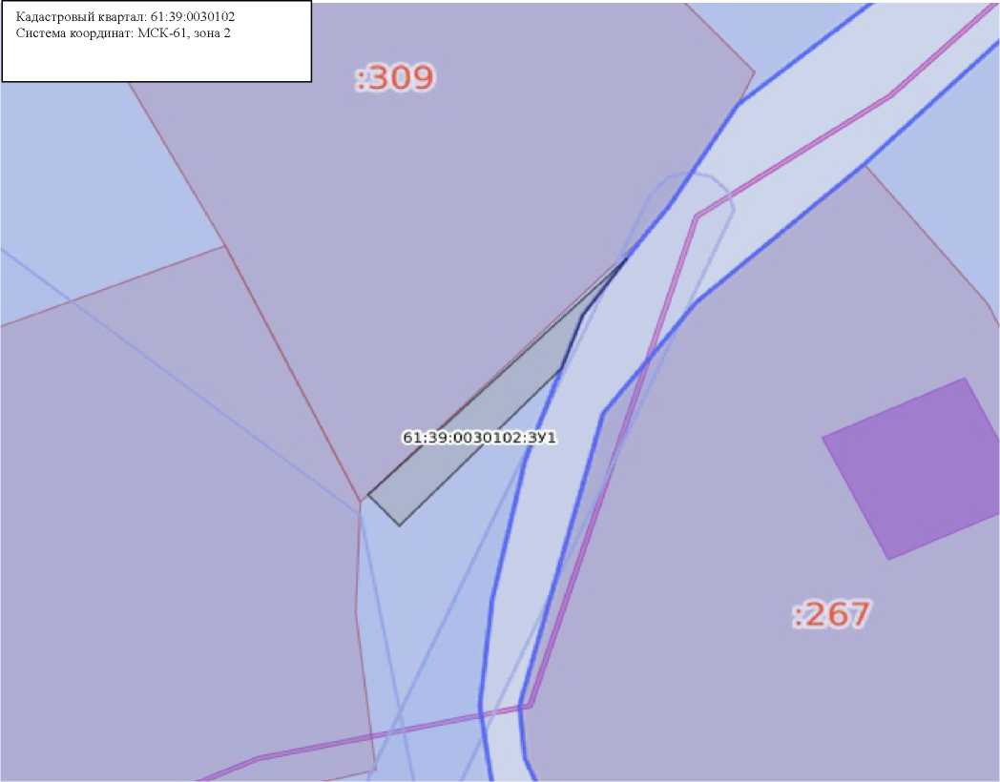 Кадастровый квартал: 61:39:0030102
Система координат: МСК-61, зона 2
:309
61:39:0030102:ЗУ1
:267